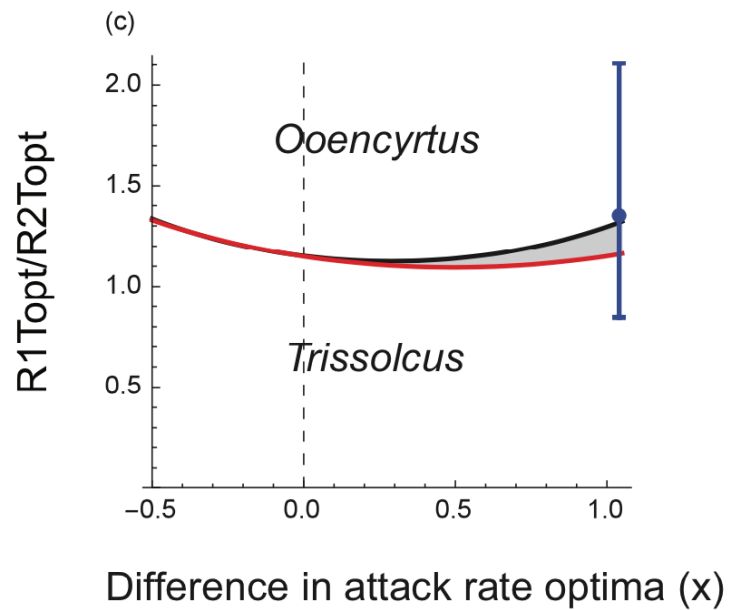 (c)
R1Topt/R2Topt
2.0
1.5
1.0
0.5
Ooencyrtus
Trissolcus
−0.5
0.0
0.5
1.0
Difference in attack rate optima (x)